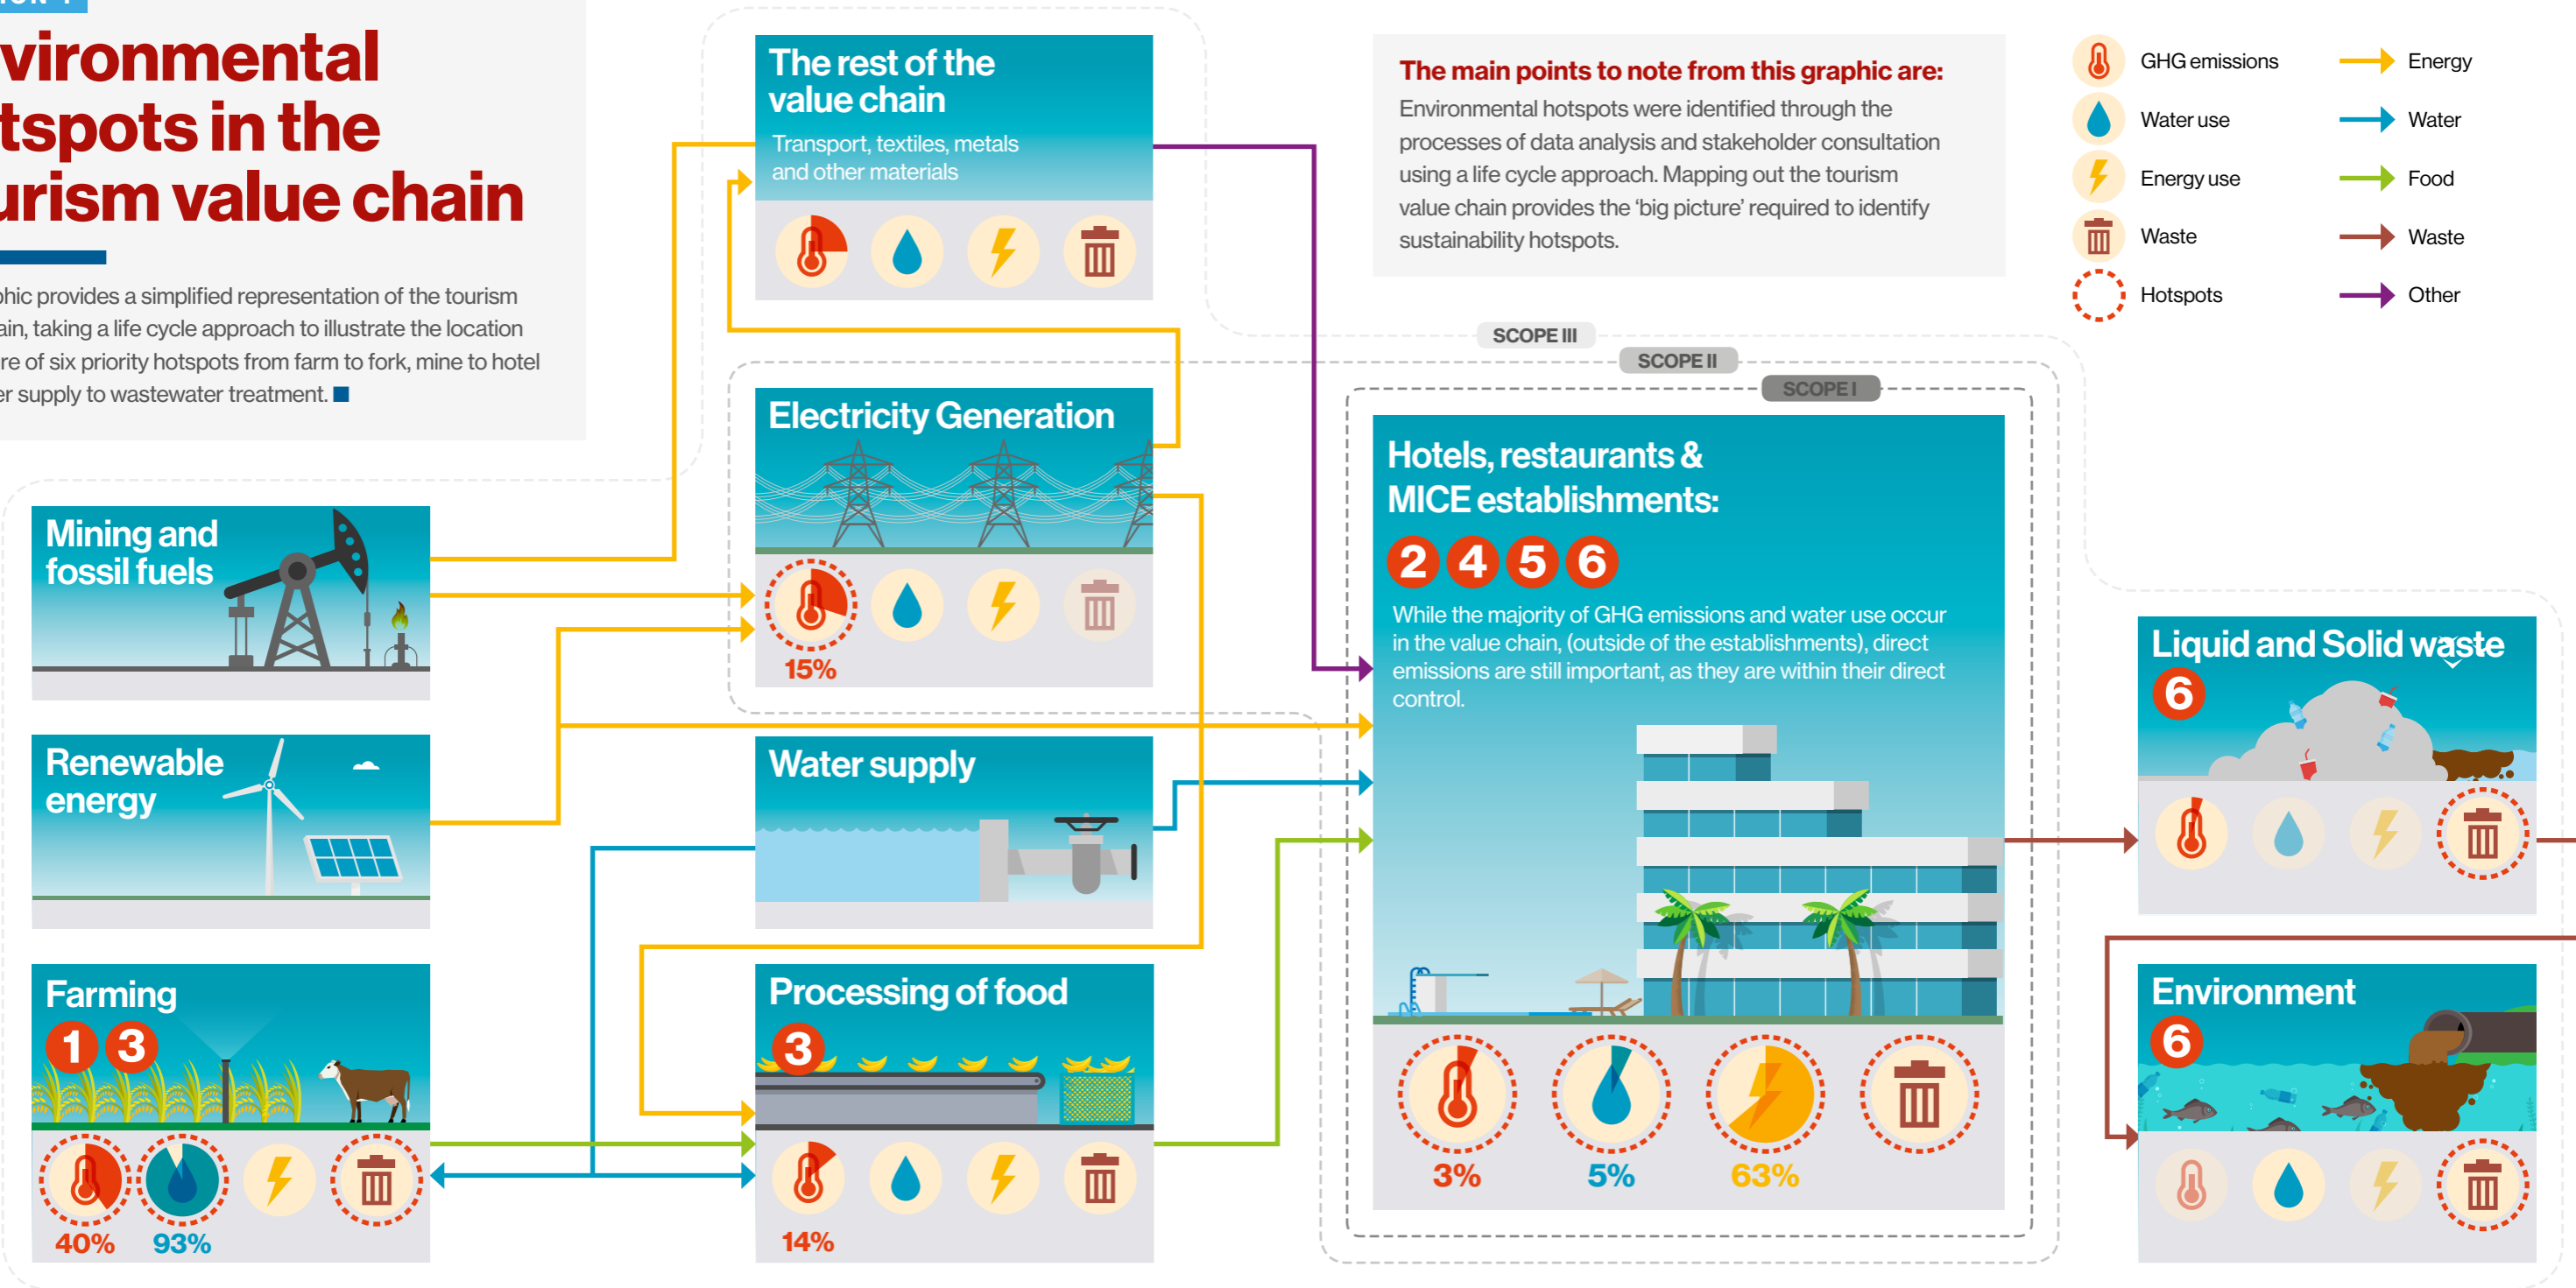 vironmental
tspots in the
urism value chain
phic provides a simplified representation of the tourism
ain, taking a life cycle approach to illustrate the location
re of six priority hotspots from farm to fork, mine to hotel
er supply to wastewater treatment.
The rest of the
value chain
Transport, textiles, metals
and other materials
The main points to note from this graphic are:
Environmental hotspots were identified through the
processes of data analysis and stakeholder consultation
using a life cycle approach. Mapping out the tourism
value chain provides the ‘big picture’ required to identify
sustainability hotspots.
GHG emissions
Water use
Energy use
Waste
Hotspots
Energy
Water
Food
Waste
Other
SCOPE III
SCOPE II
SCOPE I
Mining and
fossil fuels
Renewable
energy
Farming
1 3
40% 93%
Electricity Generation
15%
Water supply
Processing of food
3
14%
Hotels, restaurants &
MICE establishments:
2 4 5 6
While the majority of GHG emissions and water use occur
in the value chain, (outside of the establishments), direct
emissions are still important, as they are within their direct
control.
3% 5% 63%
Liquid and Solid waste
6
Environment
6